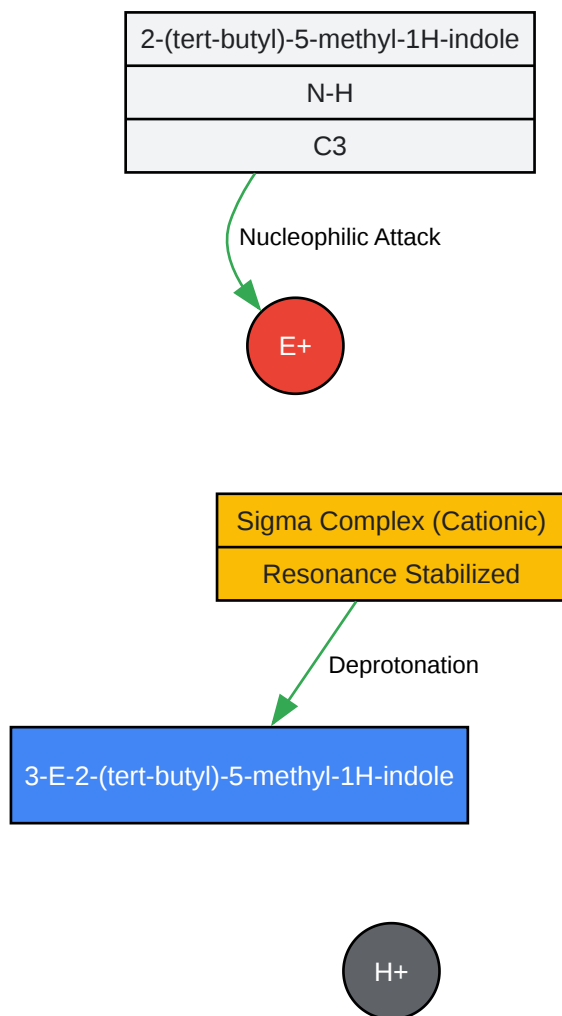 2-(tert-butyl)-5-methyl-1H-indole
N-H
C3
Nucleophilic Attack
E+
Sigma Complex (Cationic)
Resonance Stabilized
Deprotonation
3-E-2-(tert-butyl)-5-methyl-1H-indole
H+